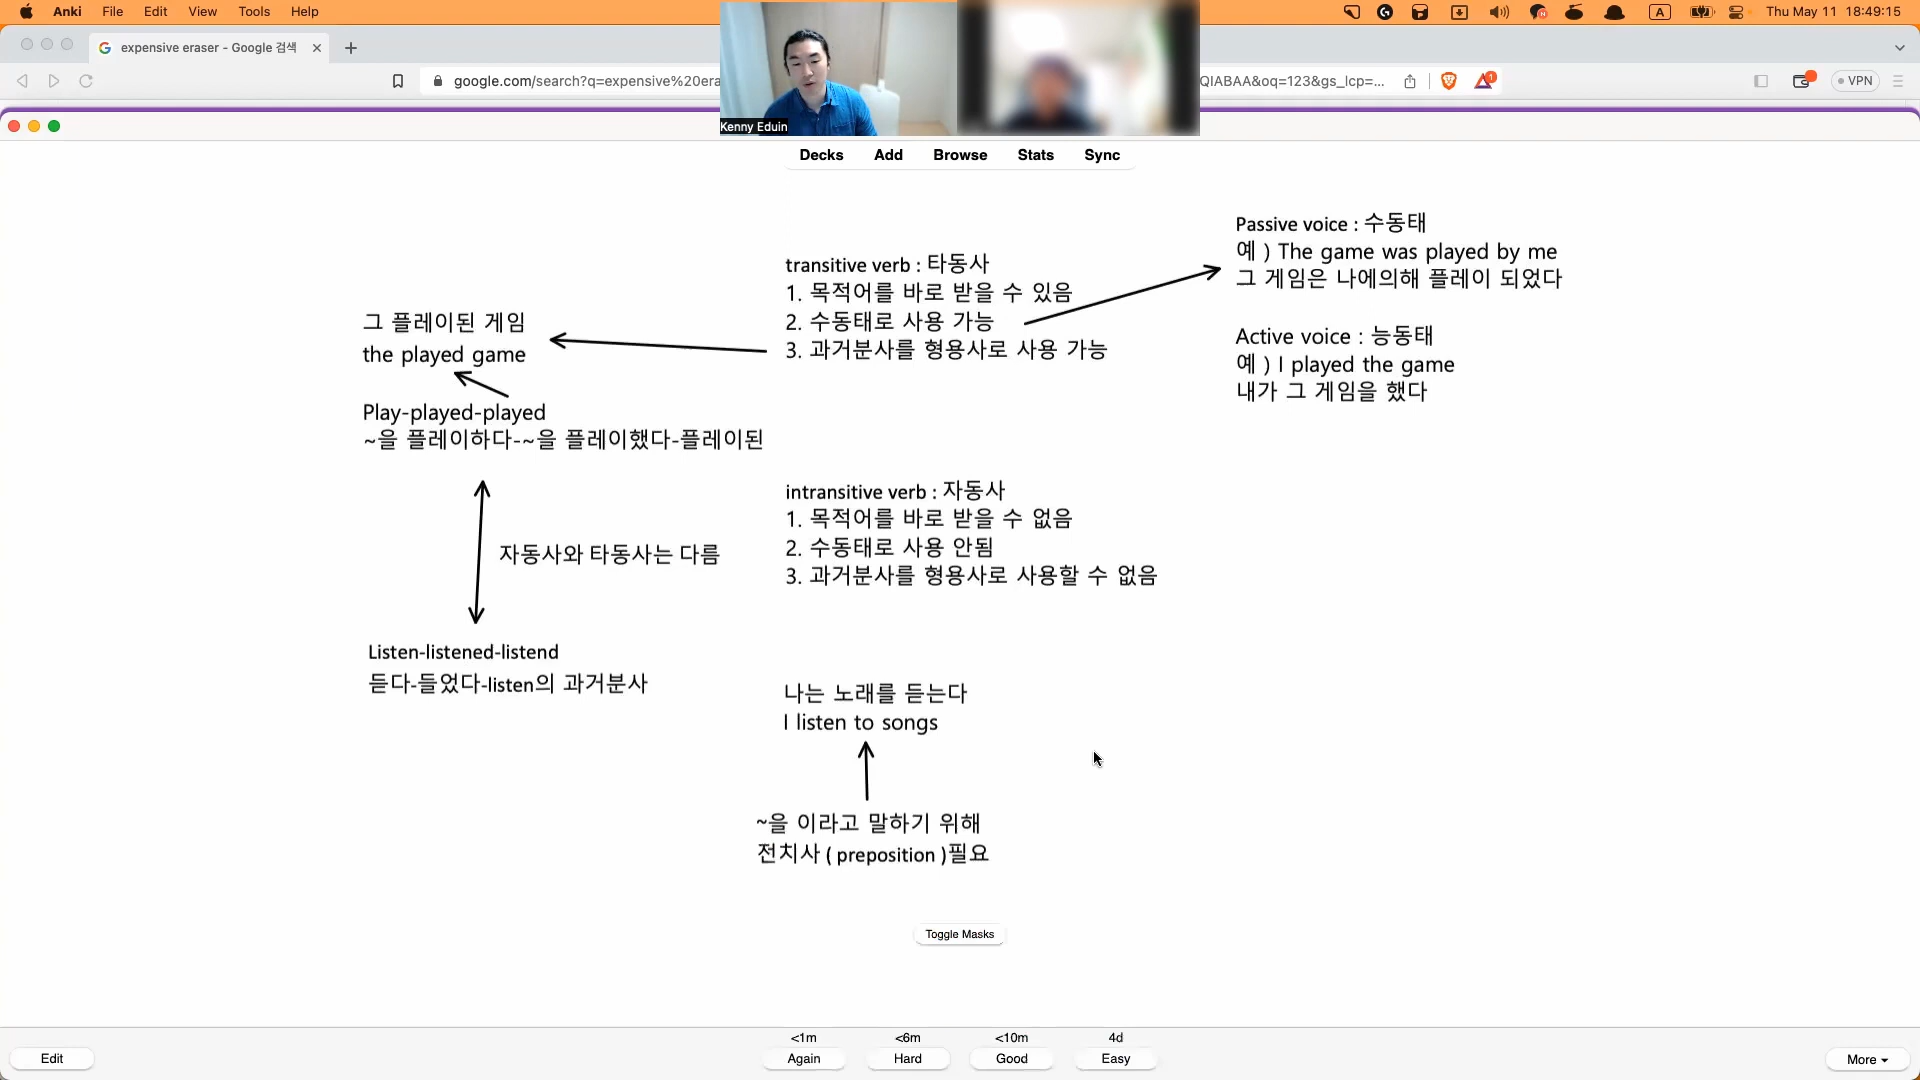 Anki File Edit View Tools Help
A
Thu May 11 18:49:15
expensive eraser - Google 검색
google.com/search?q=expensive%20era
QIABAA&oq=123&gs_lcp=...
1
VPN
Kenny Eduin
Decks Add Browse Stats Sync
Passive voice : 수동태
예 ) The game was played by me
그 게임은 나에의해 플레이 되었다
Active voice : 능동태
예 ) I played the game
내가 그 게임을 했다
transitive verb : 타동사
1. 목적어를 바로 받을 수 있음
2. 수동태로 사용 가능
3. 과거분사를 형용사로 사용 가능
그 플레이된 게임
the played game
Play-played-played
~을 플레이하다-~을 플레이했다-플레이된
intransitive verb : 자동사
1. 목적어를 바로 받을 수 없음
2. 수동태로 사용 안됨
3. 과거분사를 형용사로 사용할 수 없음
자동사와 타동사는 다름
Listen-listened-listend
듣다-들었다-listen의 과거분사
나는 노래를 듣는다
I listen to songs
~을 이라고 말하기 위해
전치사 ( preposition )필요
Toggle Masks
<1m <6m <10m 4d
Edit Again Hard Good Easy More